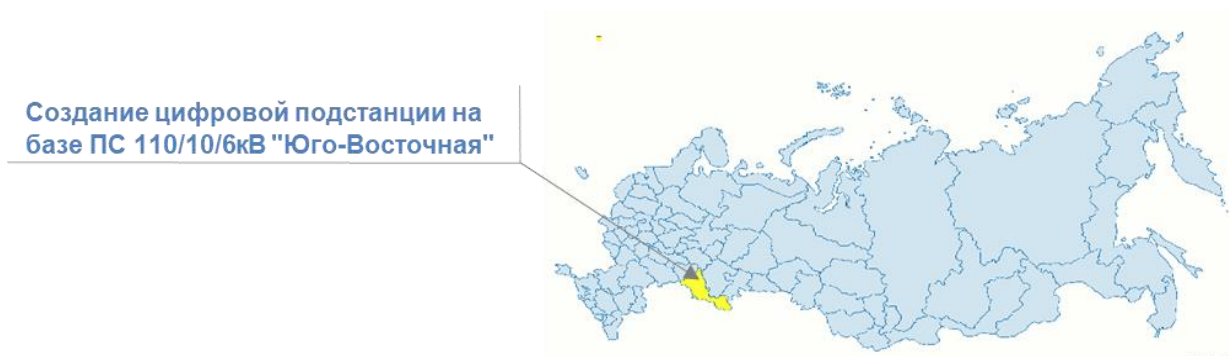 Создание цифровой подстанции на
базе ПС 110/10/6кВ "Юго-Восточная"